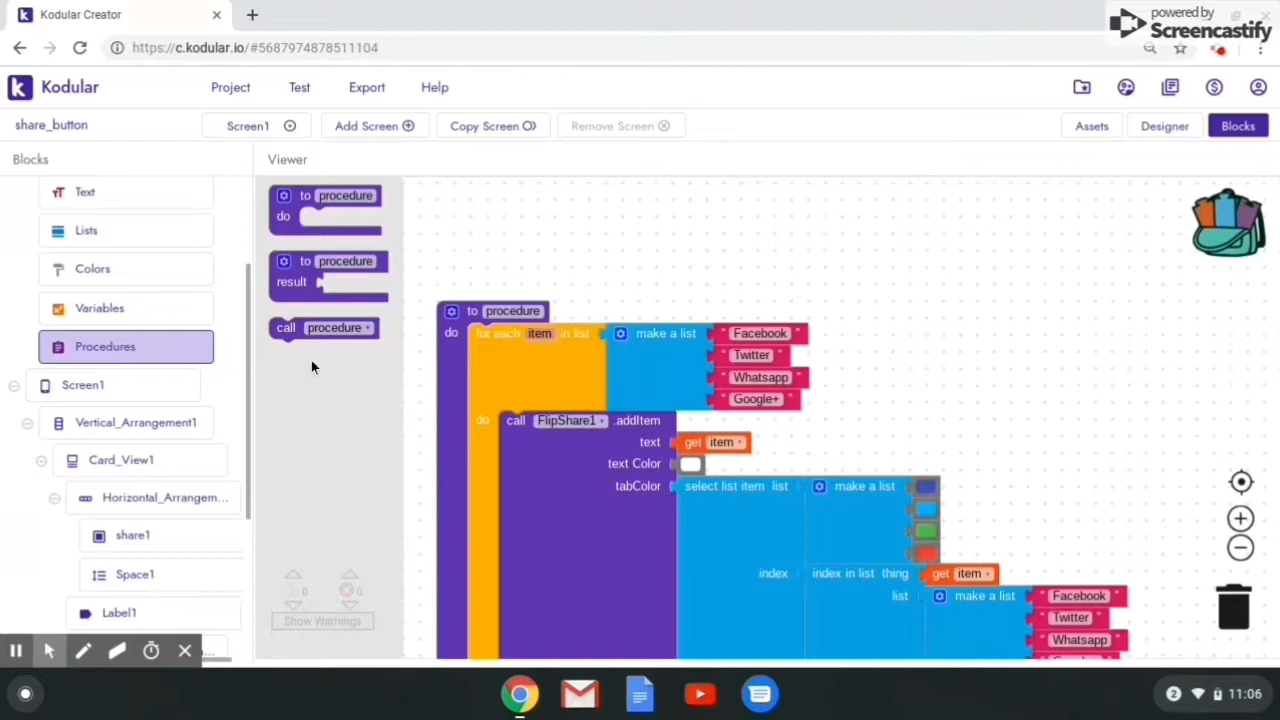 Kodular Creator
powered by
Screencastify
https://c.kodular.io/#5687974878511104
Kodular
Project
Test
Export
Help
share_button
Screen1
Add Screen
Copy Screen
Remove Screen
Assets
Designer
Blocks
Blocks
Viewer
Text
Lists
Colors
Variables
Procedures
Screen1
Vertical_Arrangement1
Card_View1
Horizontal_Arrangem...
share1
Space1
Label1
to procedure
do
to procedure
result
call procedure
0 0
Show Warnings
to procedure
do for each item in list make a list " Facebook "
" Twitter "
" Whatsapp "
" Google+ "
do call FlipShare1 .addItem
text get item
text Color
tabColor select list item list make a list
index index in list thing get item
list make a list " Facebook "
" Twitter "
" Whatsapp "
2 11:06